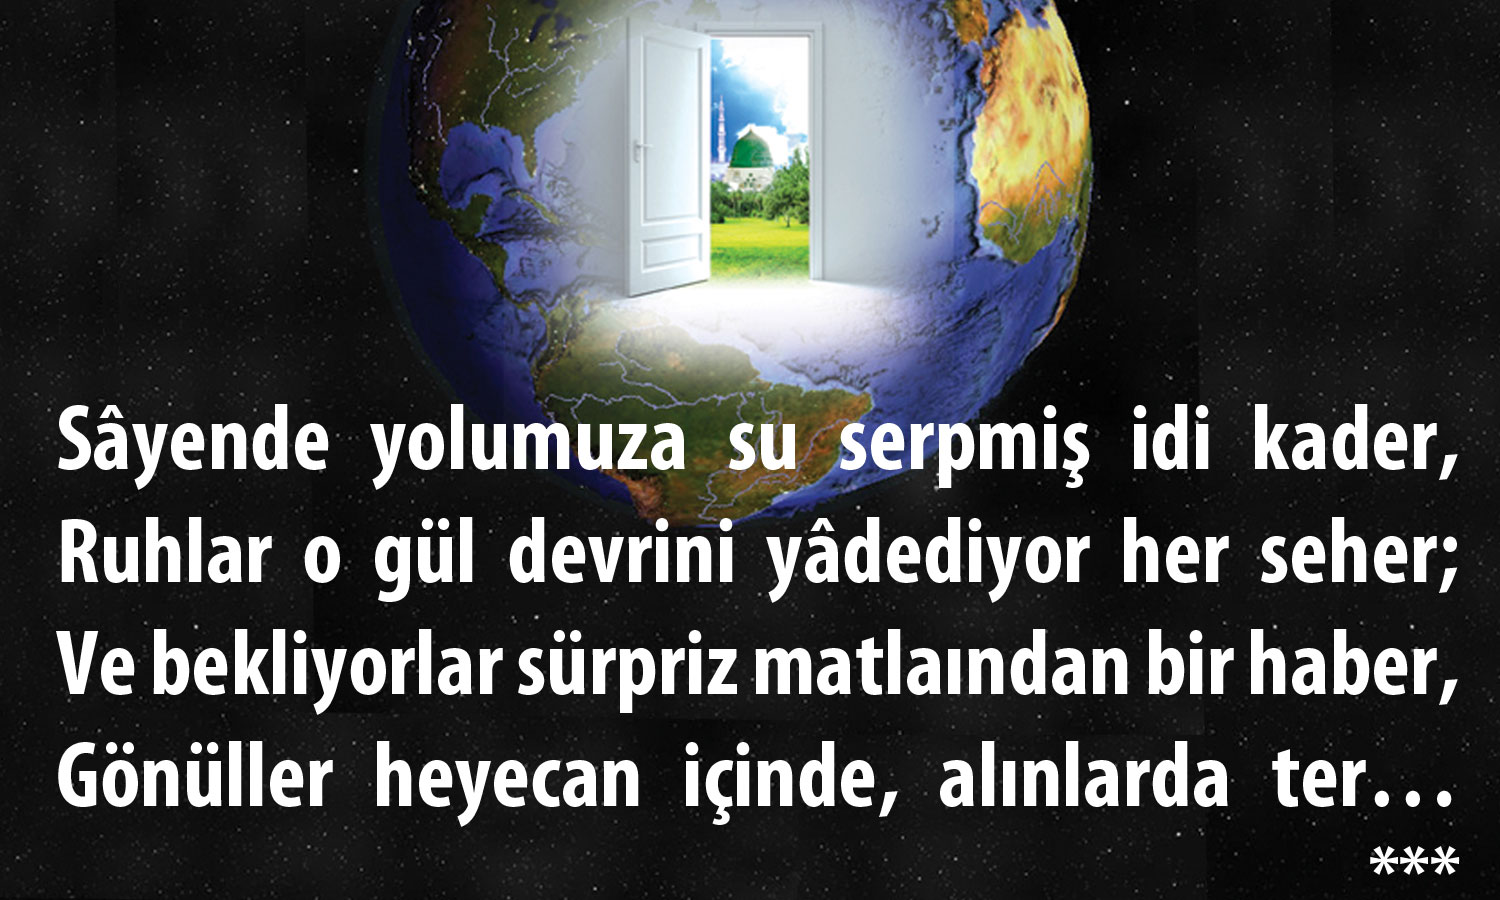 Sâyende yolumuza su serpmiş idi kader,
Ruhlar o gül devrini yâdediyor her seher;
Ve bekliyorlar sürpriz matlaından bir haber,
Gönüller heyecan içinde, alınlarda ter…
***